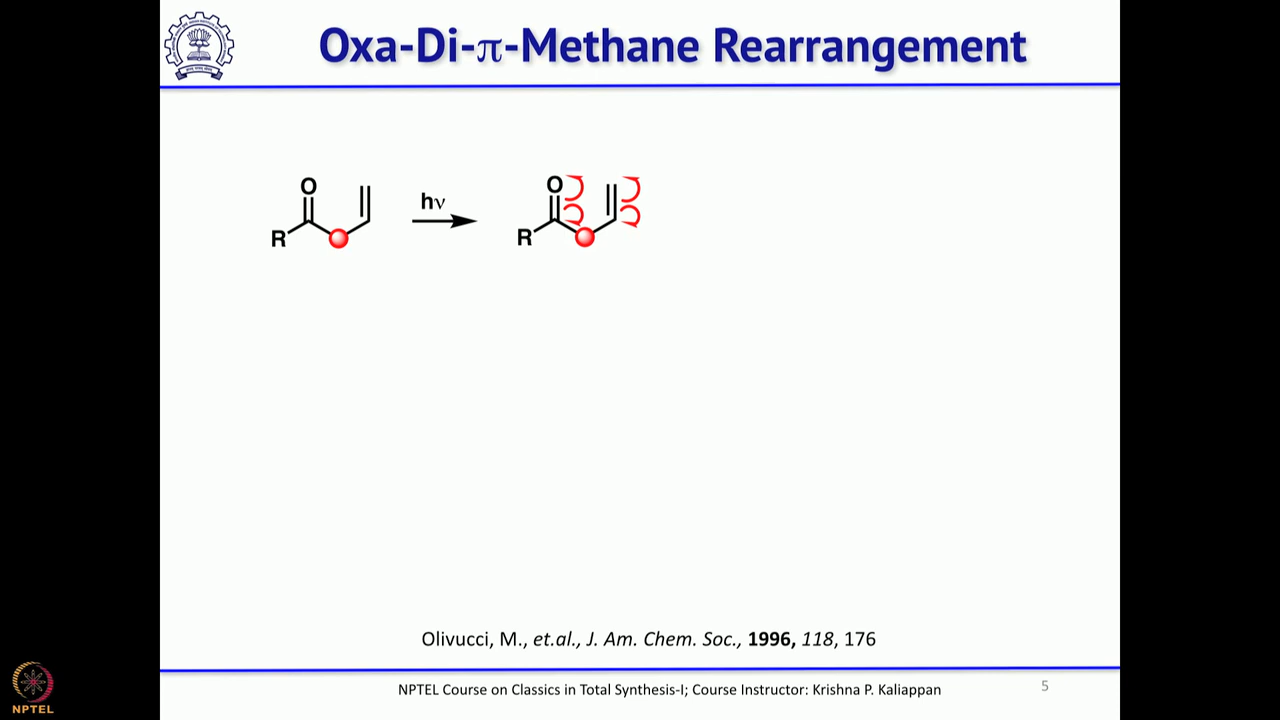 Oxa-Di-π-Methane Rearrangement
O
R
hν
O
R
Olivucci, M., et.al., J. Am. Chem. Soc., 1996, 118, 176
NPTEL Course on Classics in Total Synthesis-I; Course Instructor: Krishna P. Kaliappan
5
NPTEL